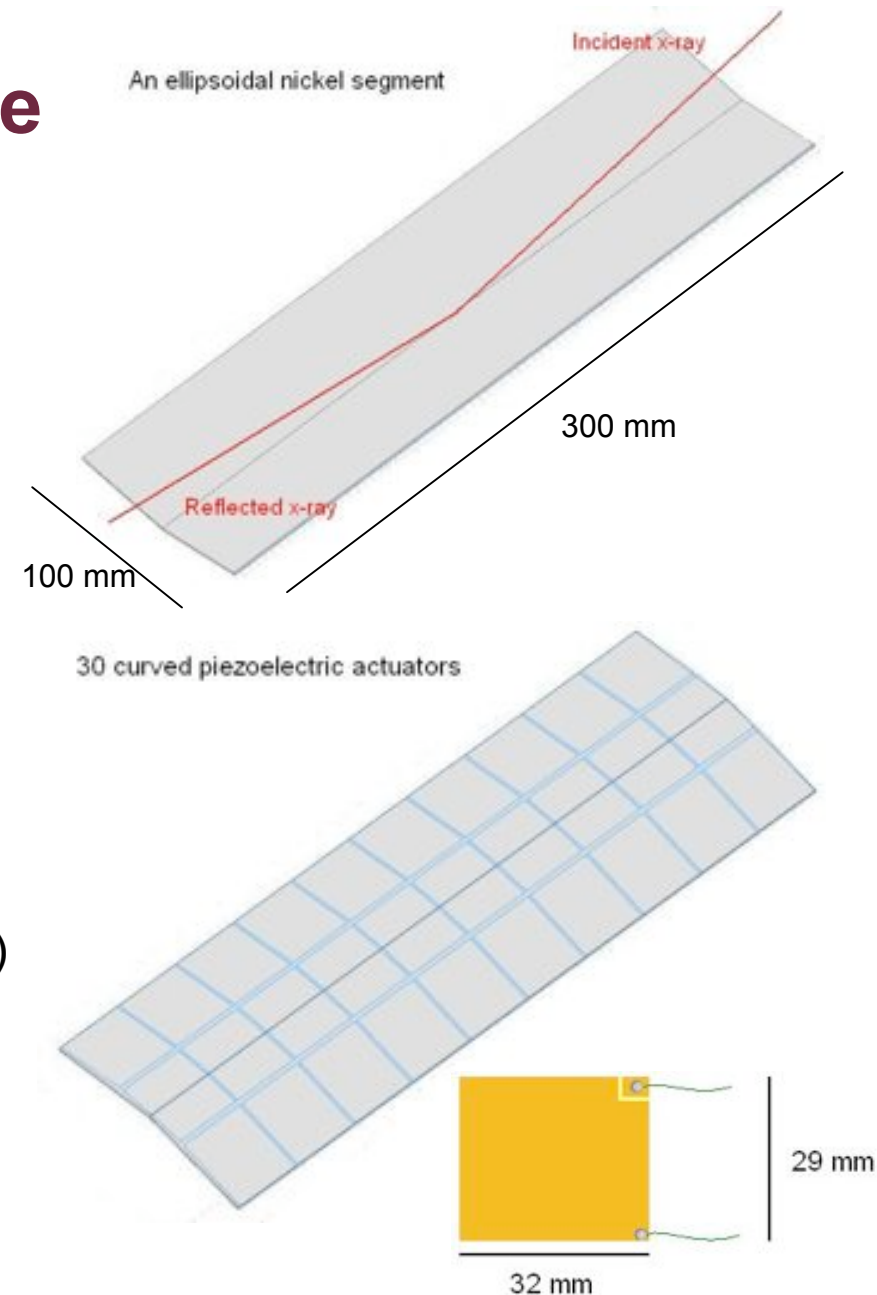 e
Incident x-ray
An ellipsoidal nickel segment
300 mm
Reflected x-ray
100 mm
30 curved piezoelectric actuators
)
29 mm
32 mm